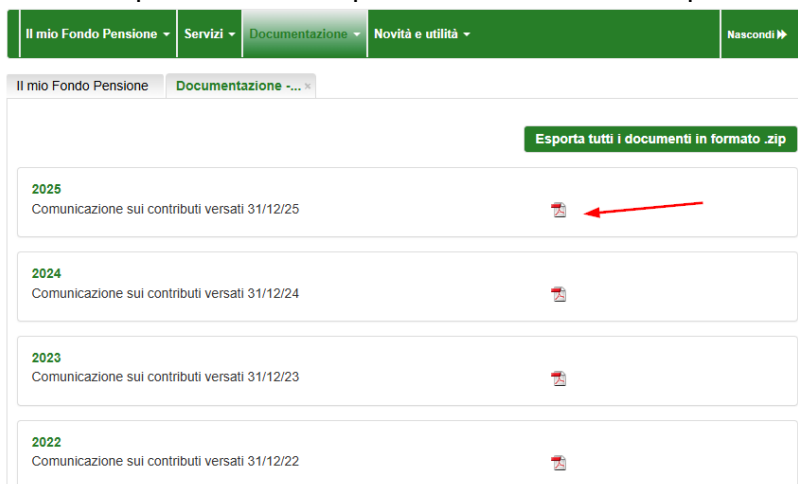 Il mio Fondo Pensione Servizi Documentazione Novità e utilità Nascondi
Il mio Fondo Pensione Documentazione -... ×
Esporta tutti i documenti in formato .zip
2025
Comunicazione sui contributi versati 31/12/25
2024
Comunicazione sui contributi versati 31/12/24
2023
Comunicazione sui contributi versati 31/12/23
2022
Comunicazione sui contributi versati 31/12/22